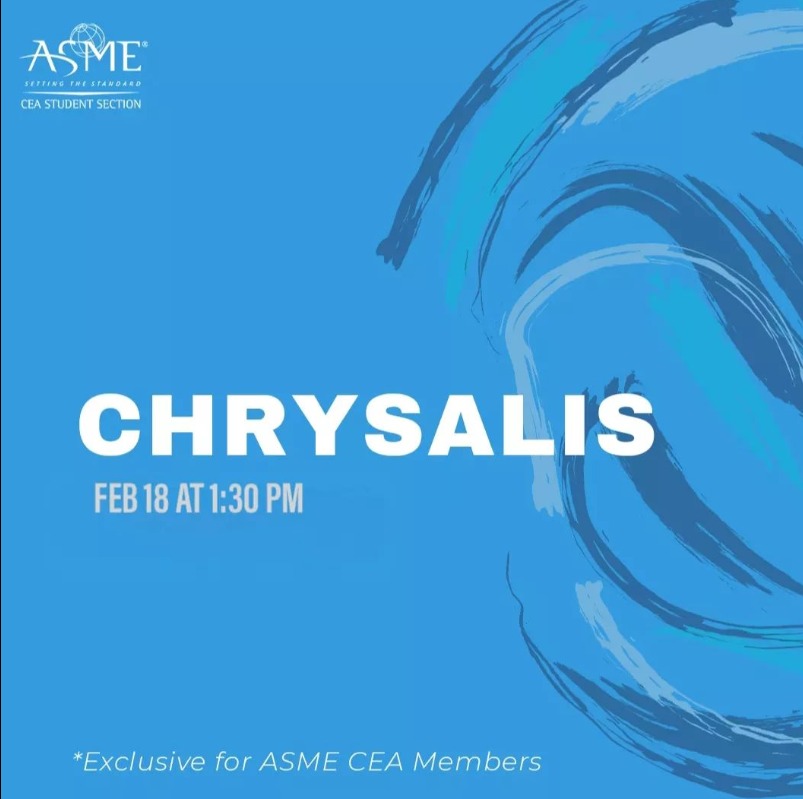 ASME®
SETTING THE STANDARD
CEA STUDENT SECTION
CHRYSALIS
FEB 18 AT 1:30 PM
*Exclusive for ASME CEA Members